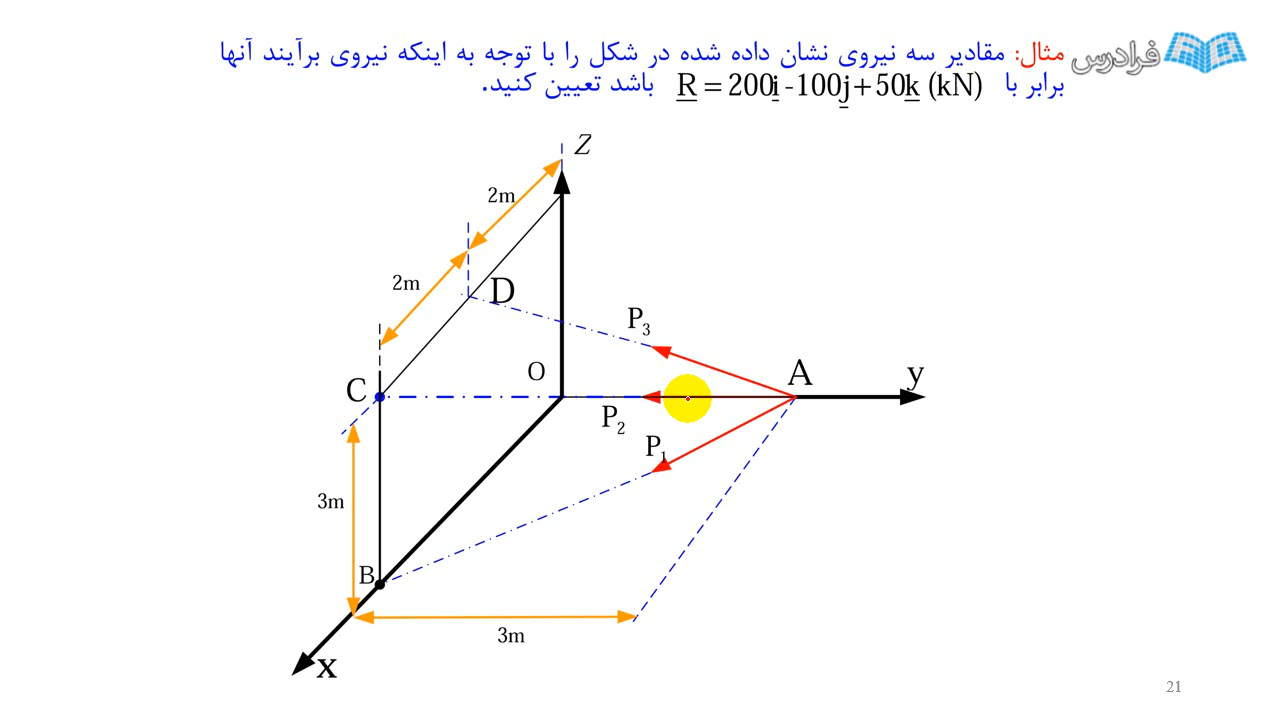 فرادرس
مثال: مقادیر سه نیروی نشان داده شده در شکل را با توجه به اینکه نیروی برآیند آنها
برابر با R = 200i - 100j + 50k (kN) باشد تعیین کنید.
Z
2m
2m
D
P3
C
O
A
y
P2
P1
3m
B
3m
x
21